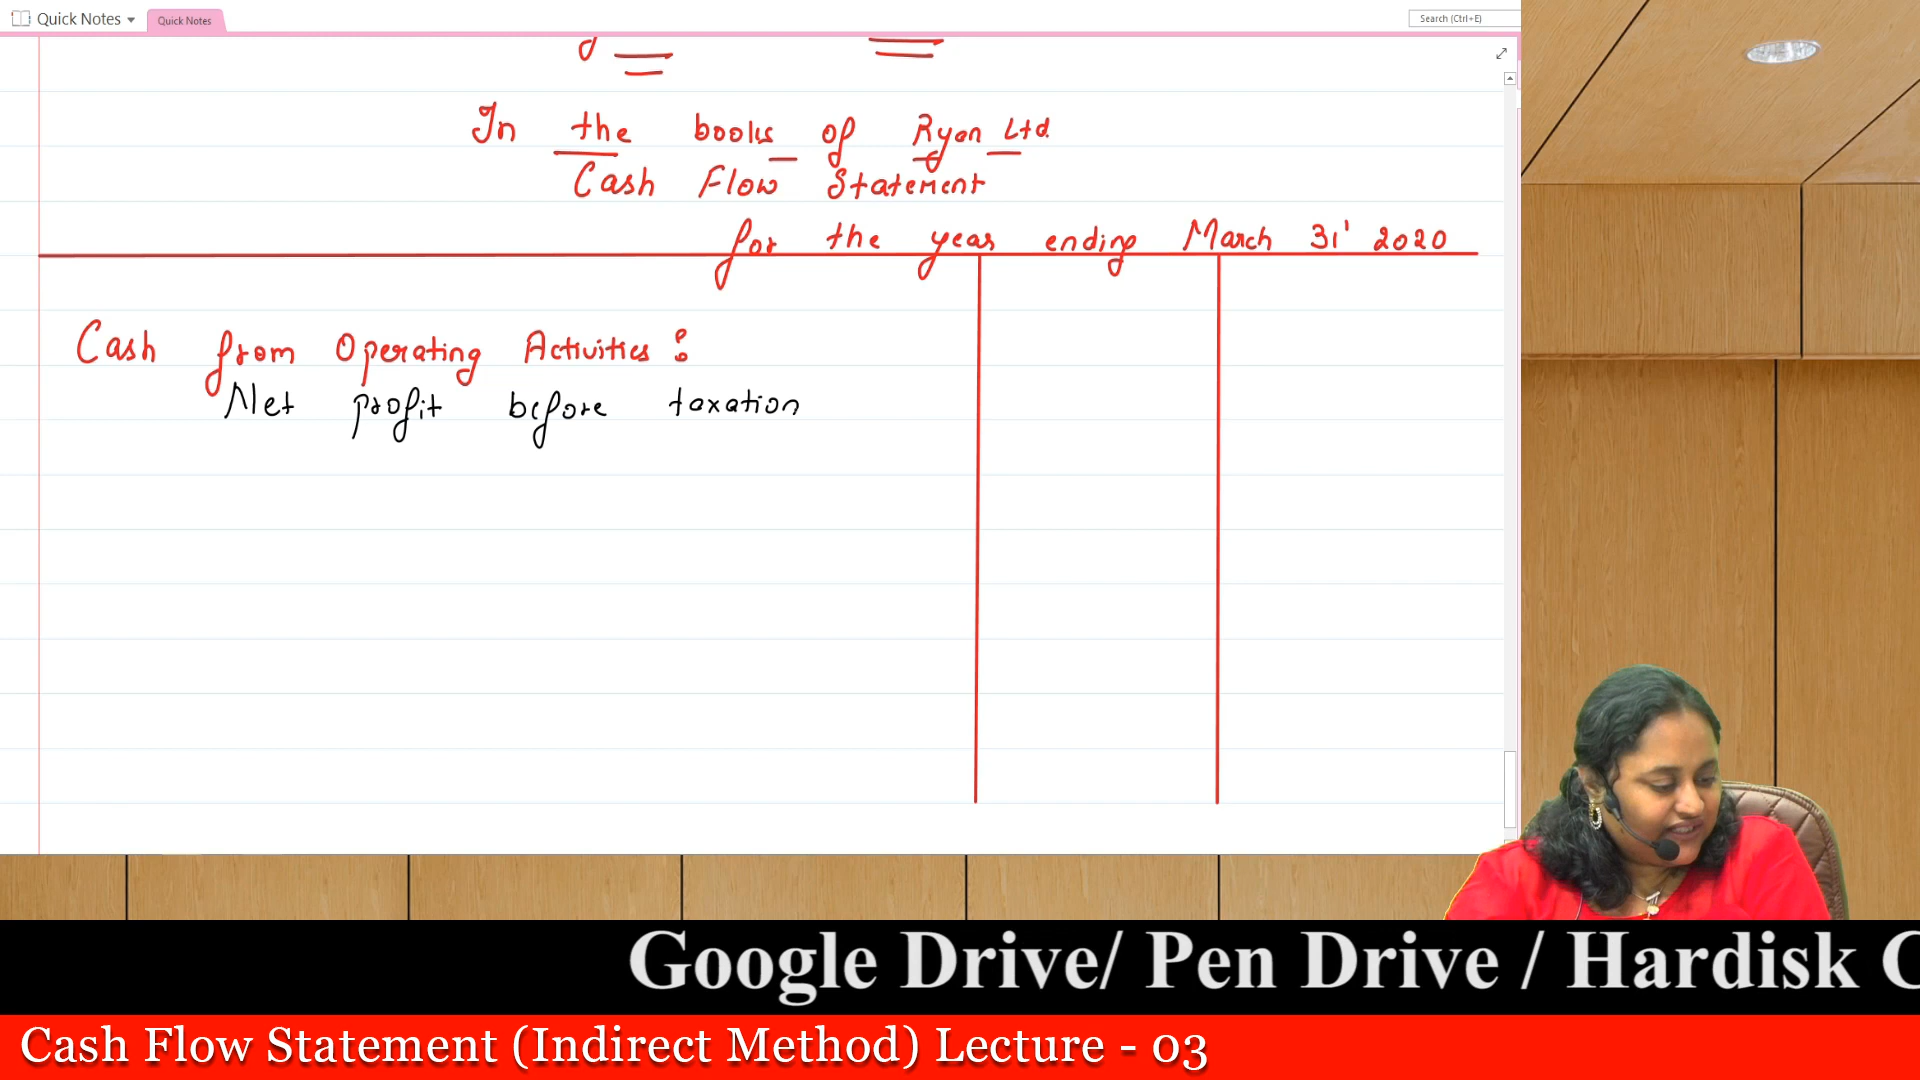 Quick Notes
Quick Notes
Search (Ctrl+E)
In the books of Ryan Ltd.
Cash Flow Statement
for the year ending March 31' 2020
Cash from Operating Activities :
Net profit before taxation
Google Drive/ Pen Drive / Hardisk C
Cash Flow Statement (Indirect Method) Lecture - 03